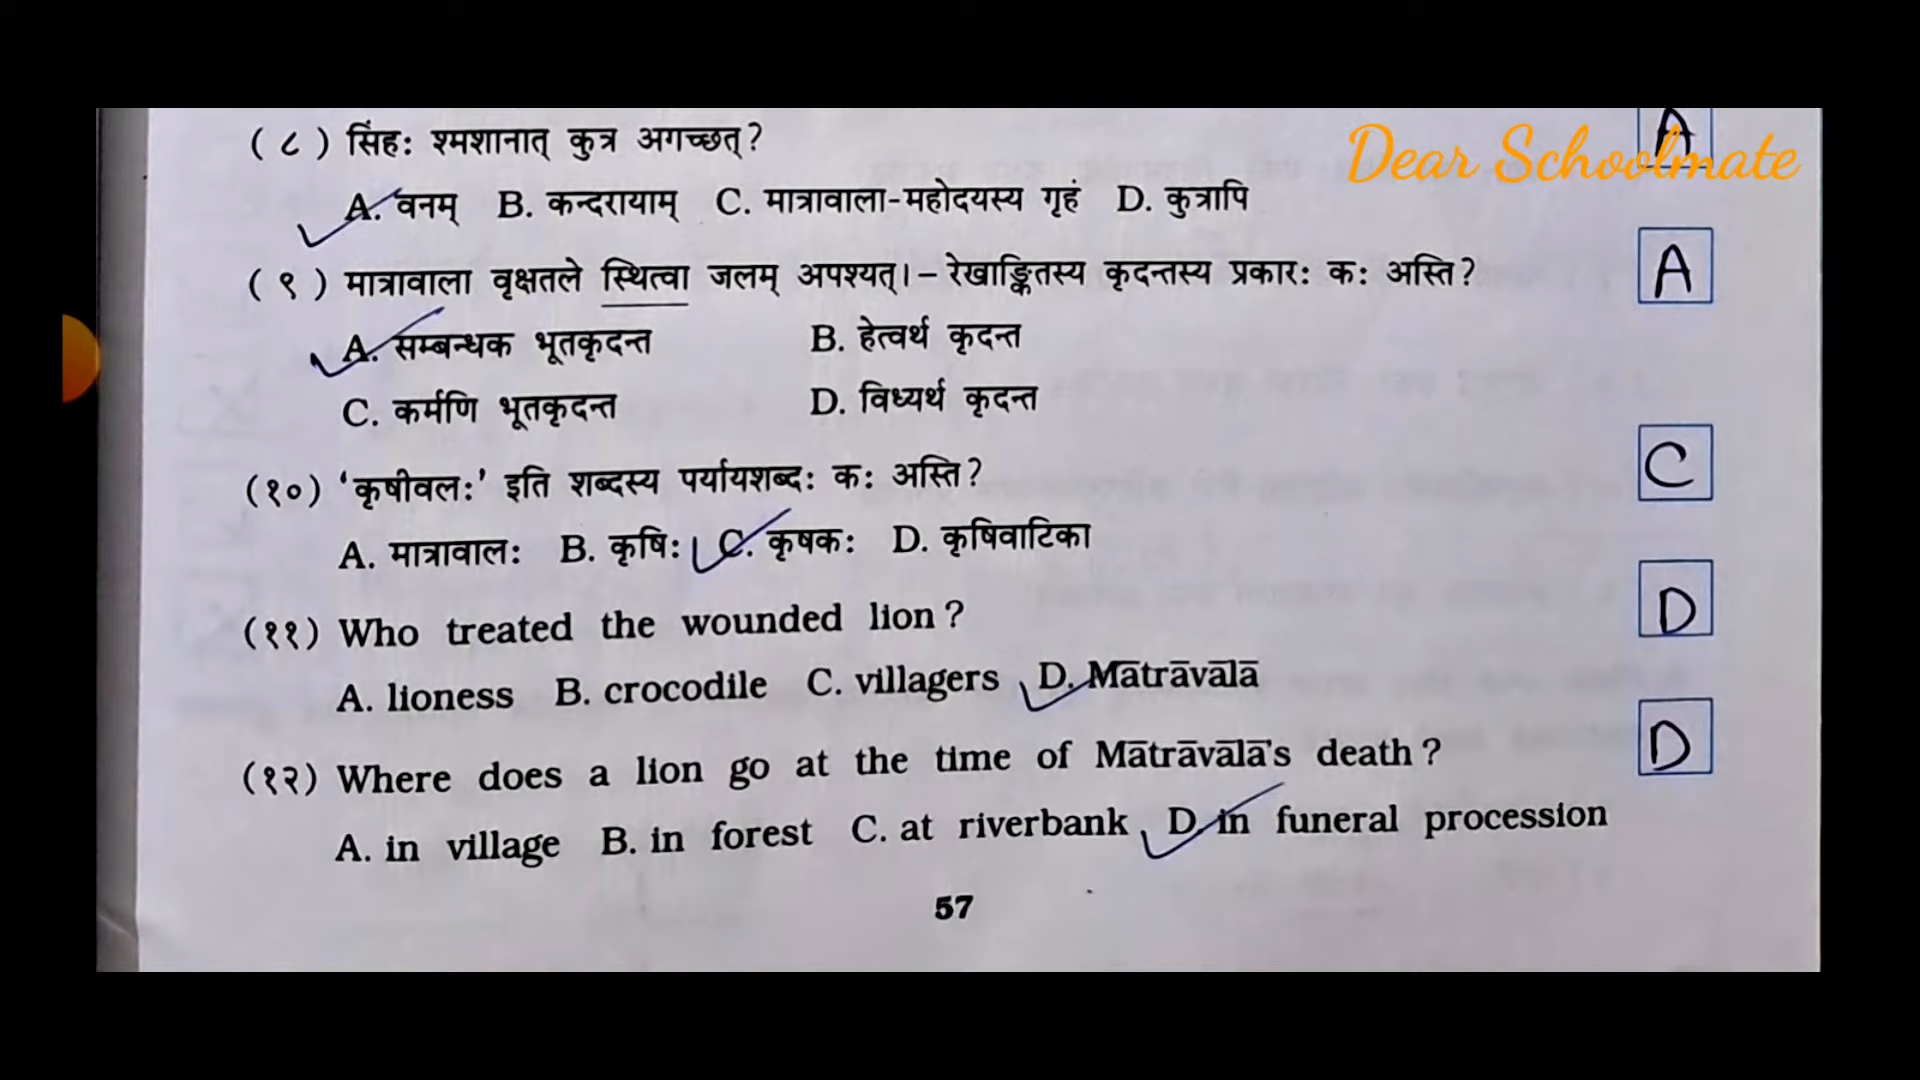 Dear Schoolmate
( ८ ) सिंहः श्मशानात् कुत्र अगच्छत्? A
A. वनम् B. कन्दरायाम् C. मात्रावाला-महोदयस्य गृहं D. कुत्रापि
( ९ ) मात्रावाला वृक्षतले स्थित्वा जलम् अपश्यत्। – रेखाङ्कितस्य कृदन्तस्य प्रकारः कः अस्ति? A
A. सम्बन्धक भूतकृदन्त B. हेत्वर्थ कृदन्त
C. कर्मणि भूतकृदन्त D. विध्यर्थ कृदन्त
(१०) ‘कृषीवलः’ इति शब्दस्य पर्यायशब्दः कः अस्ति? C
A. मात्रावालः B. कृषिः C. कृषकः D. कृषिवाटिका
(११) Who treated the wounded lion? D
A. lioness B. crocodile C. villagers D. Mātrāvālā
(१२) Where does a lion go at the time of Mātrāvālā's death? D
A. in village B. in forest C. at riverbank D. in funeral procession
57